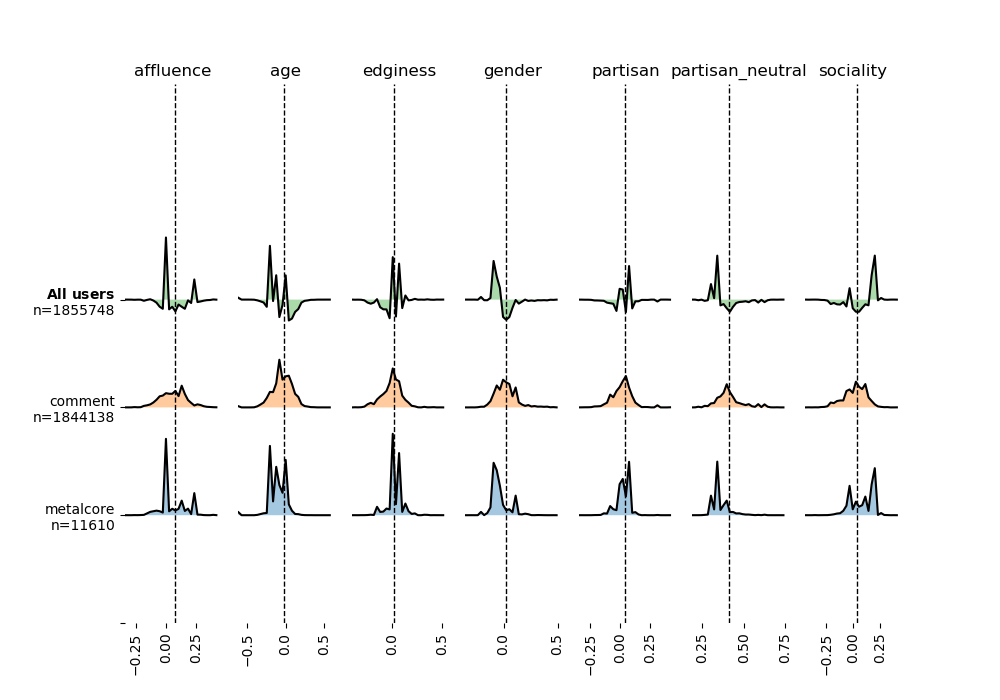 affluence age edginess gender partisan partisan_neutral sociality
All users
n=1855748
comment
n=1844138
metalcore
n=11610
−0.25 0.00 0.25 −0.5 0.0 0.5 0.0 0.5 0.0 0.5 −0.25 0.00 0.25 0.25 0.50 0.75 −0.25 0.00 0.25